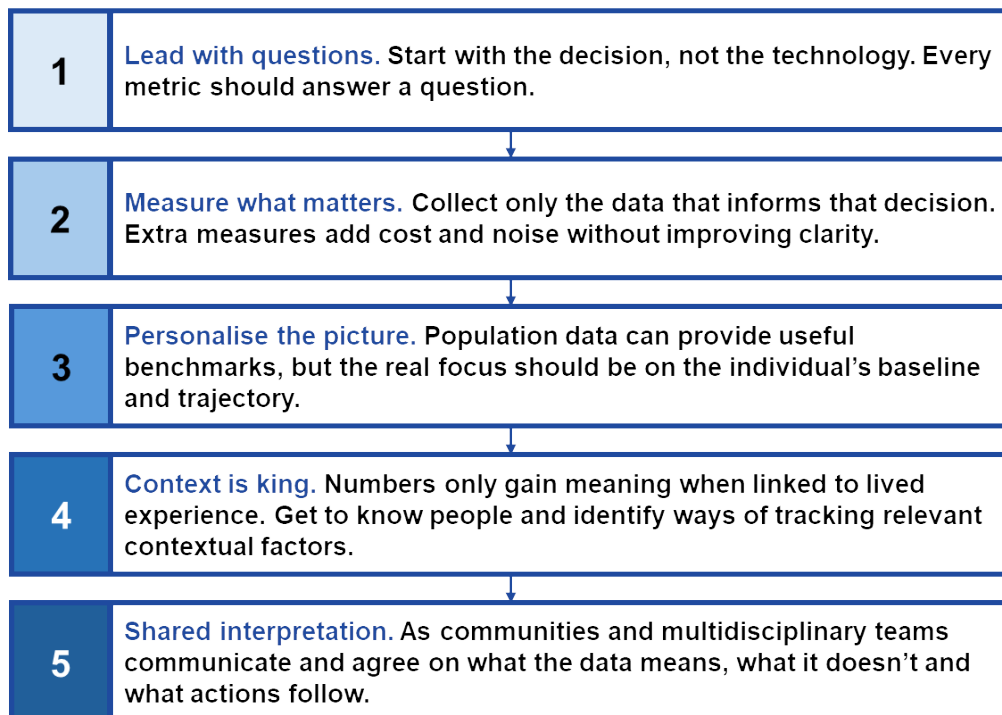 1
Lead with questions. Start with the decision, not the technology. Every
metric should answer a question.
2
Measure what matters. Collect only the data that informs that decision.
Extra measures add cost and noise without improving clarity.
3
Personalise the picture. Population data can provide useful
benchmarks, but the real focus should be on the individual’s baseline
and trajectory.
4
Context is king. Numbers only gain meaning when linked to lived
experience. Get to know people and identify ways of tracking relevant
contextual factors.
5
Shared interpretation. As communities and multidisciplinary teams
communicate and agree on what the data means, what it doesn’t and
what actions follow.